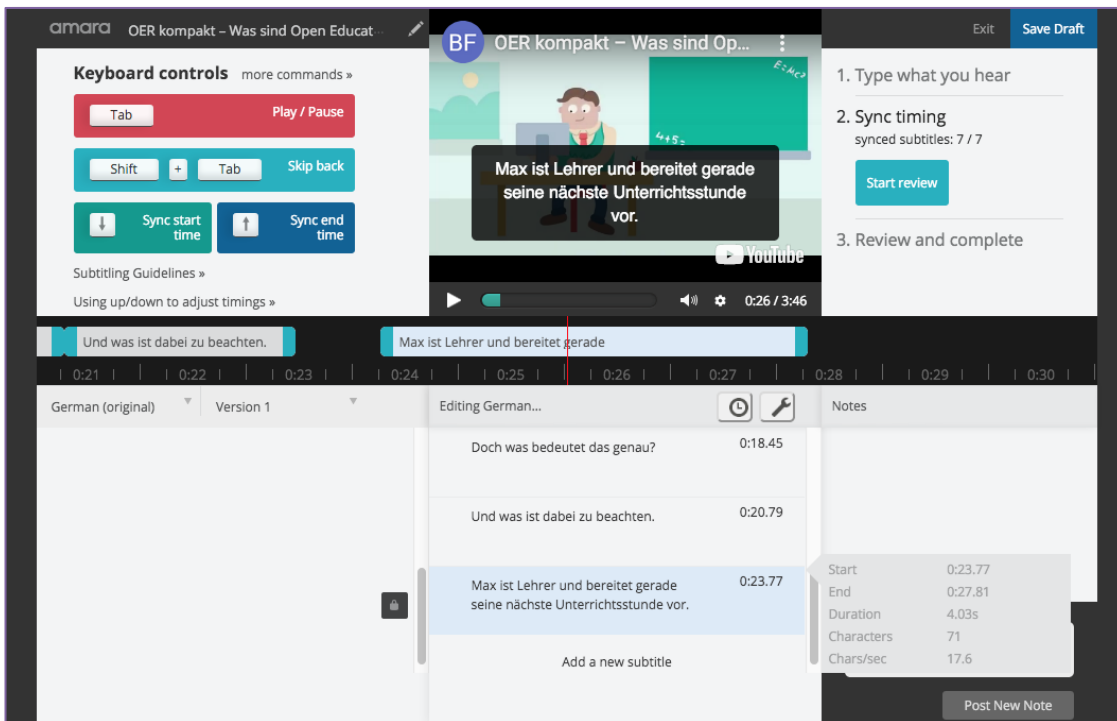 amara OER kompakt – Was sind Open Educat
Keyboard controls more commands »
Tab Play / Pause
Shift + Tab Skip back
↓ Sync start
time
↑ Sync end
time
Subtitling Guidelines »
Using up/down to adjust timings »
BF OER kompakt – Was sind Op...
E=Mc²
4+5=
Max ist Lehrer und bereitet gerade
seine nächste Unterrichtsstunde
vor.
YouTube
0:26 / 3:46
Exit Save Draft
1. Type what you hear
2. Sync timing
synced subtitles: 7 / 7
Start review
3. Review and complete
Und was ist dabei zu beachten. Max ist Lehrer und bereitet gerade
0:21 0:22 0:23 0:24 0:25 0:26 0:27 0:28 0:29 0:30
German (original) Version 1
Editing German...
Notes
Doch was bedeutet das genau? 0:18.45
Und was ist dabei zu beachten. 0:20.79
Max ist Lehrer und bereitet gerade 0:23.77
seine nächste Unterrichtsstunde vor.
Add a new subtitle
Start 0:23.77
End 0:27.81
Duration 4.03s
Characters 71
Chars/sec 17.6
Post New Note